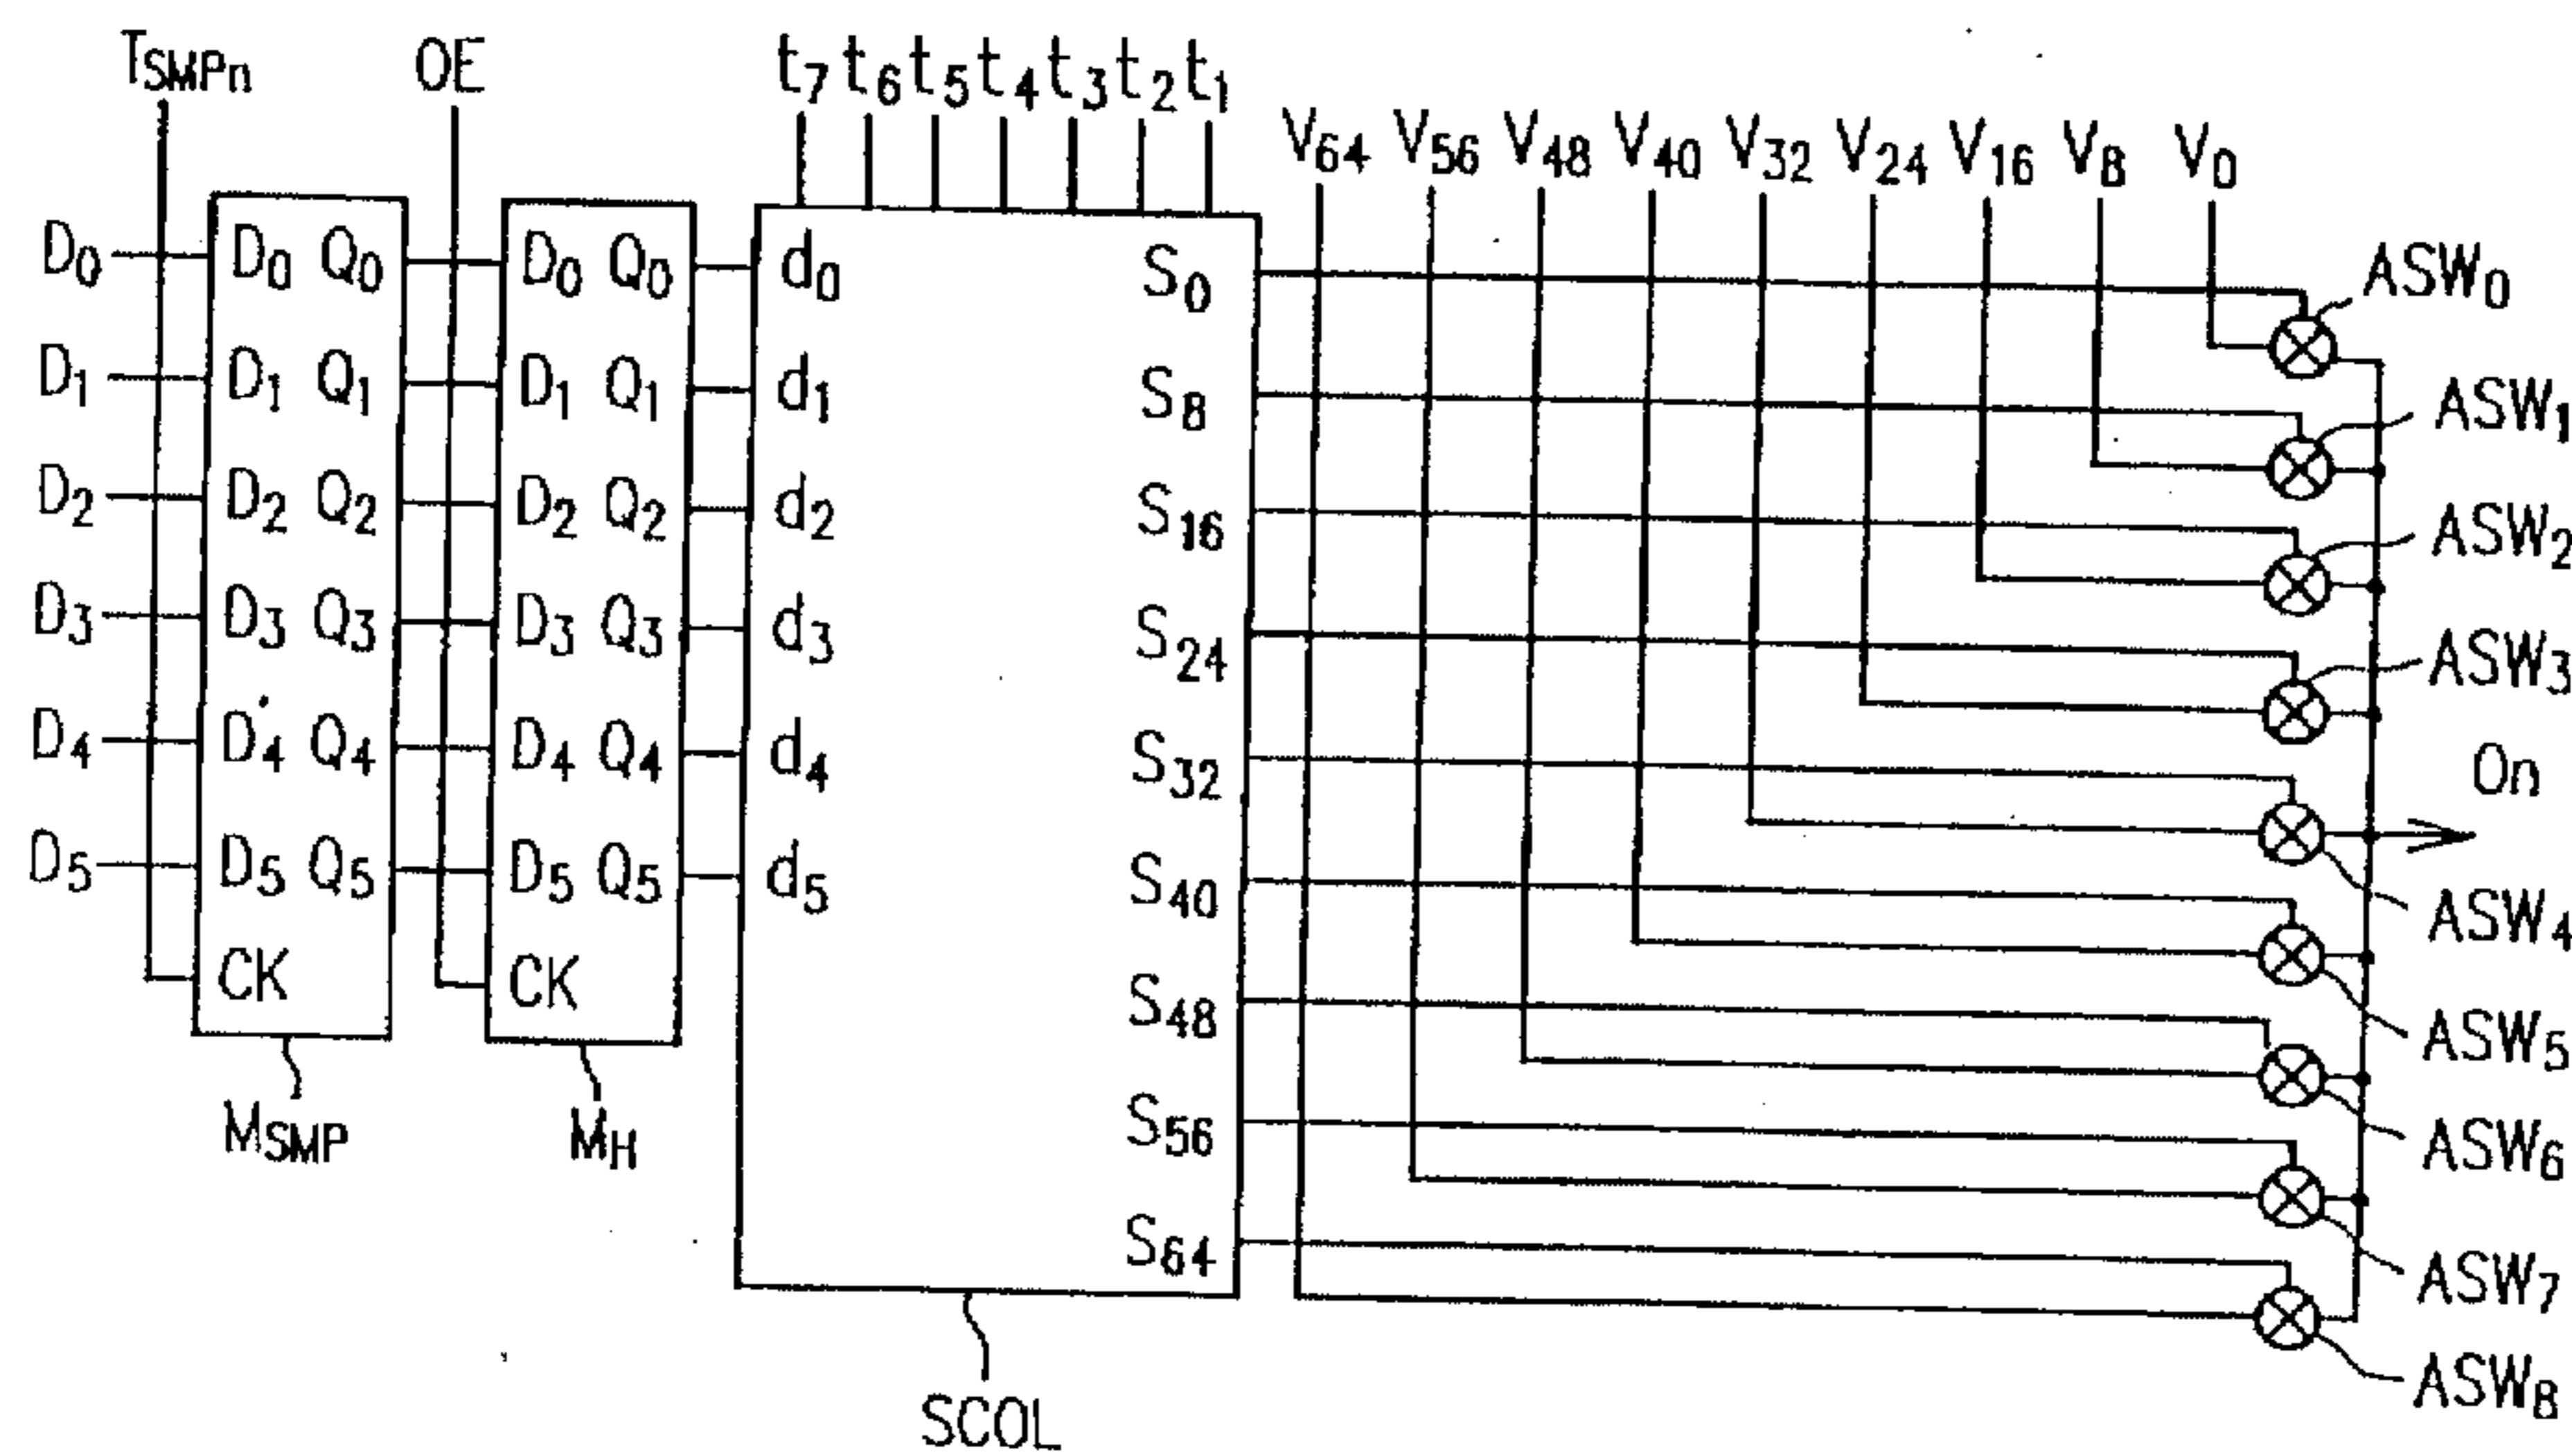 TSMPn OE t7 t6 t5 t4 t3 t2 t1
V64 V56 V48 V40 V32 V24 V16 V8 V0
D0 D0 Q0 D0 Q0 d0 S0 ASW0
D1 D1 Q1 D1 Q1 d1 S8 ASW1
D2 D2 Q2 D2 Q2 d2 S16 ASW2
D3 D3 Q3 D3 Q3 d3 S24 ASW3
D4 D4 Q4 D4 Q4 d4 S32 On
D5 D5 Q5 D5 Q5 d5 S40 ASW4
CK CK S48 ASW5
MSMP MH S56 ASW6
S64 ASW7
SCOL ASW8